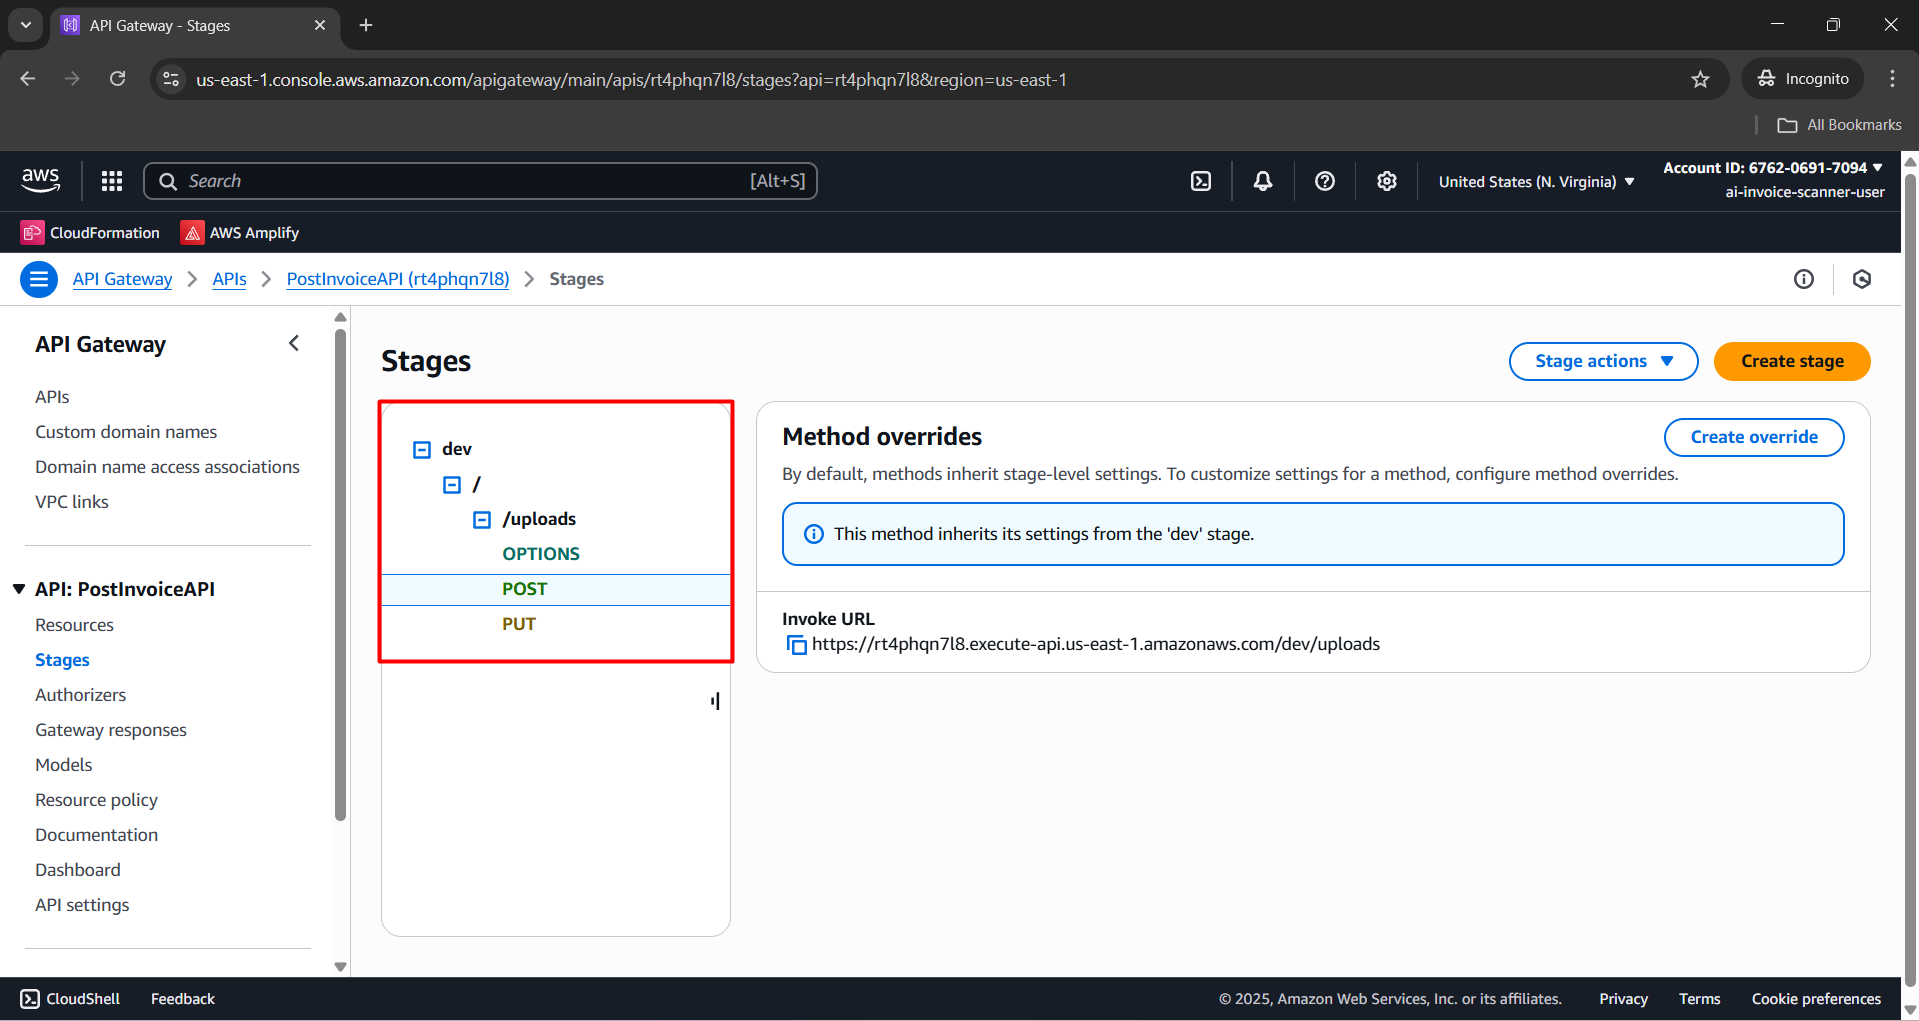 API Gateway - Stages
us-east-1.console.aws.amazon.com/apigateway/main/apis/rt4phqn7l8/stages?api=rt4phqn7l8&region=us-east-1
Incognito
All Bookmarks
aws
Search
[Alt+S]
United States (N. Virginia)
Account ID: 6762-0691-7094
ai-invoice-scanner-user
CloudFormation
AWS Amplify
API Gateway
APIs
PostInvoiceAPI (rt4phqn7l8)
Stages
API Gateway
APIs
Custom domain names
Domain name access associations
VPC links
API: PostInvoiceAPI
Resources
Stages
Authorizers
Gateway responses
Models
Resource policy
Documentation
Dashboard
API settings
Stages
Stage actions
Create stage
dev
/
/uploads
OPTIONS
POST
PUT
Method overrides
Create override
By default, methods inherit stage-level settings. To customize settings for a method, configure method overrides.
This method inherits its settings from the 'dev' stage.
Invoke URL
https://rt4phqn7l8.execute-api.us-east-1.amazonaws.com/dev/uploads
CloudShell
Feedback
© 2025, Amazon Web Services, Inc. or its affiliates.
Privacy
Terms
Cookie preferences